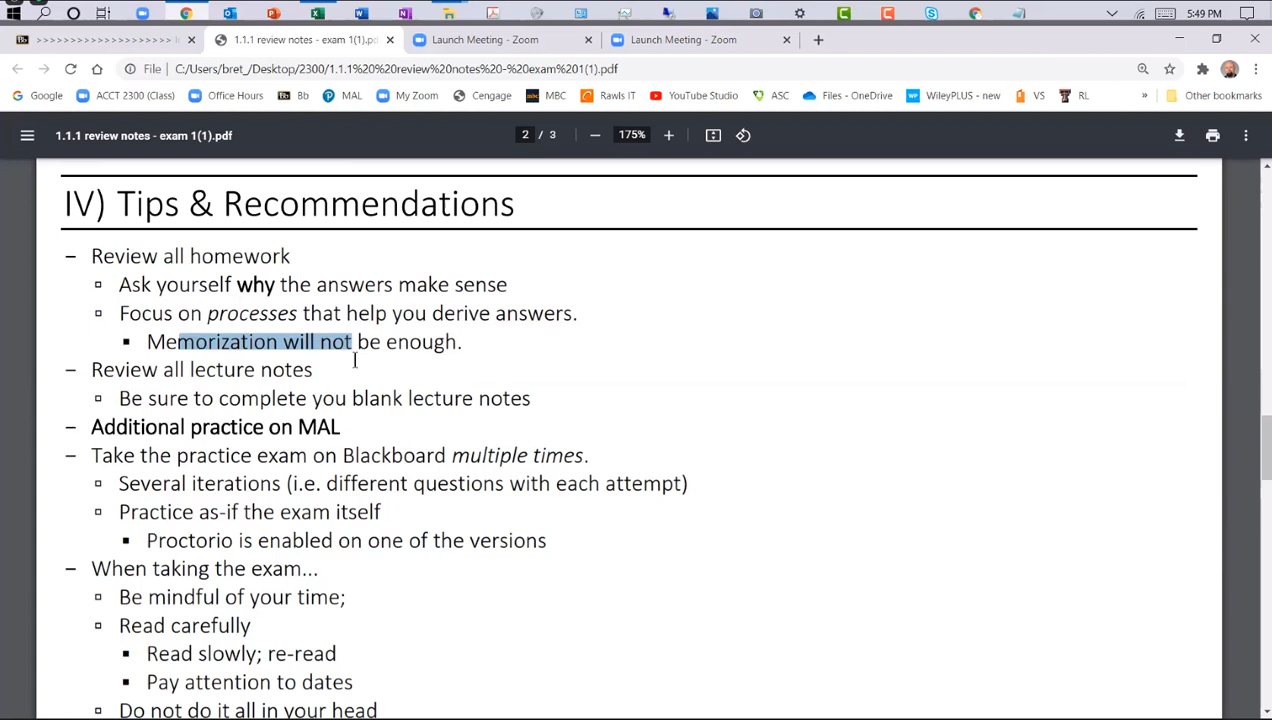 5:49 PM
>>>>>>>>>>>>>>>>>>>> I
1.1.1 review notes - exam 1(1).pd
Launch Meeting - Zoom
Launch Meeting - Zoom
File
C:/Users/bret_/Desktop/2300/1.1.1%20%20review%20notes%20-%20exam%201(1).pdf
Google
ACCT 2300 (Class)
Office Hours
Bb
MAL
My Zoom
Cengage
MBC
Rawls IT
YouTube Studio
ASC
Files - OneDrive
WileyPLUS - new
VS
RL
»
Other bookmarks
1.1.1 review notes - exam 1(1).pdf
2 / 3
175%
IV) Tips & Recommendations
– Review all homework
▫ Ask yourself why the answers make sense
▫ Focus on processes that help you derive answers.
▪ Memorization will not be enough.
– Review all lecture notes
▫ Be sure to complete you blank lecture notes
– Additional practice on MAL
– Take the practice exam on Blackboard multiple times.
▫ Several iterations (i.e. different questions with each attempt)
▫ Practice as-if the exam itself
▪ Proctorio is enabled on one of the versions
– When taking the exam...
▫ Be mindful of your time;
▫ Read carefully
▪ Read slowly; re-read
▪ Pay attention to dates
▫ Do not do it all in your head